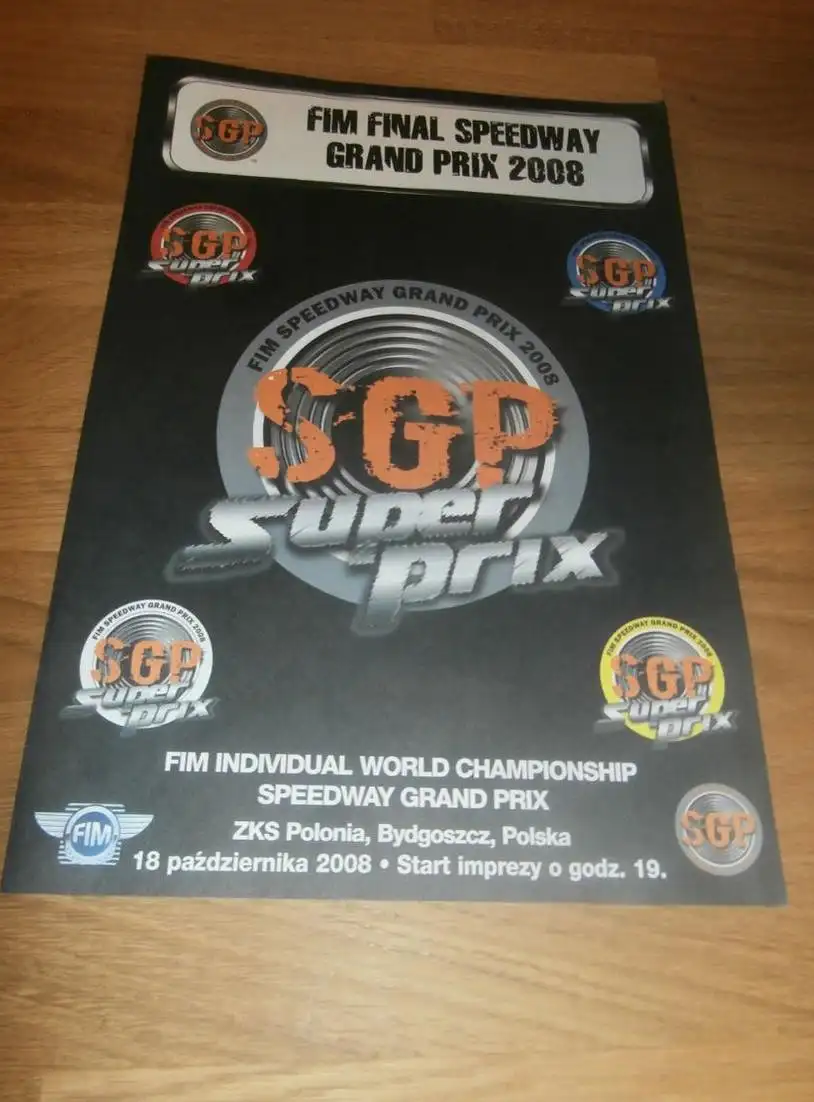 SGP
FIM FINAL SPEEDWAY
GRAND PRIX 2008
SGP
Super
prix
SGP
Super
prix
FIM SPEEDWAY GRAND PRIX 2008
SGP
Super
prix
FIM SPEEDWAY GRAND PRIX 2008
SGP
Super
prix
FIM SPEEDWAY GRAND PRIX 2008
SGP
Super
prix
FIM INDIVIDUAL WORLD CHAMPIONSHIP
SPEEDWAY GRAND PRIX
ZKS Polonia, Bydgoszcz, Polska
18 października 2008 • Start imprezy o godz. 19.
FIM
SGP